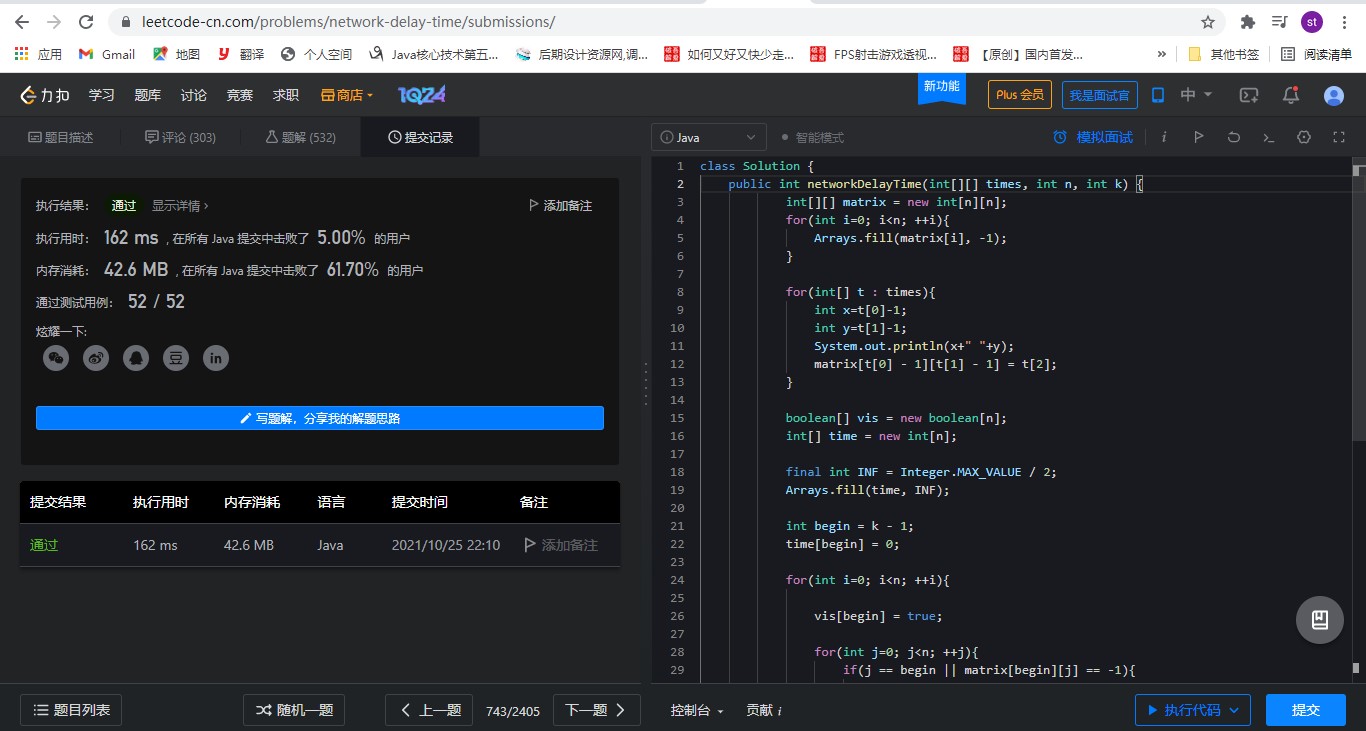 leetcode-cn.com/problems/network-delay-time/submissions/
st
应用 Gmail 地图 翻译 个人空间 Java核心技术第五... 后期设计资源网,调... 如何又好又快少走... FPS射击游戏透视... 【原创】国内首发... » 其他书签 阅读清单
力扣 学习 题库 讨论 竞赛 求职 商店 1024 新功能 Plus 会员 我是面试官 中
题目描述 评论 (303) 题解 (532) 提交记录
Java 智能模式 模拟面试
执行结果： 通过 显示详情 › 添加备注
执行用时： 162 ms , 在所有 Java 提交中击败了 5.00% 的用户
内存消耗： 42.6 MB , 在所有 Java 提交中击败了 61.70% 的用户
通过测试用例： 52 / 52
炫耀一下:
in
写题解，分享我的解题思路
提交结果 执行用时 内存消耗 语言 提交时间 备注
通过 162 ms 42.6 MB Java 2021/10/25 22:10 添加备注
1 class Solution {
2 public int networkDelayTime(int[][] times, int n, int k) {
3 int[][] matrix = new int[n][n];
4 for(int i=0; i<n; ++i){
5 Arrays.fill(matrix[i], -1);
6 }
7
8 for(int[] t : times){
9 int x=t[0]-1;
10 int y=t[1]-1;
11 System.out.println(x+" "+y);
12 matrix[t[0] - 1][t[1] - 1] = t[2];
13 }
14
15 boolean[] vis = new boolean[n];
16 int[] time = new int[n];
17
18 final int INF = Integer.MAX_VALUE / 2;
19 Arrays.fill(time, INF);
20
21 int begin = k - 1;
22 time[begin] = 0;
23
24 for(int i=0; i<n; ++i){
25
26 vis[begin] = true;
27
28 for(int j=0; j<n; ++j){
29 if(j == begin || matrix[begin][j] == -1){
题目列表 随机一题 上一题 743/2405 下一题 控制台 贡献 i 执行代码 提交